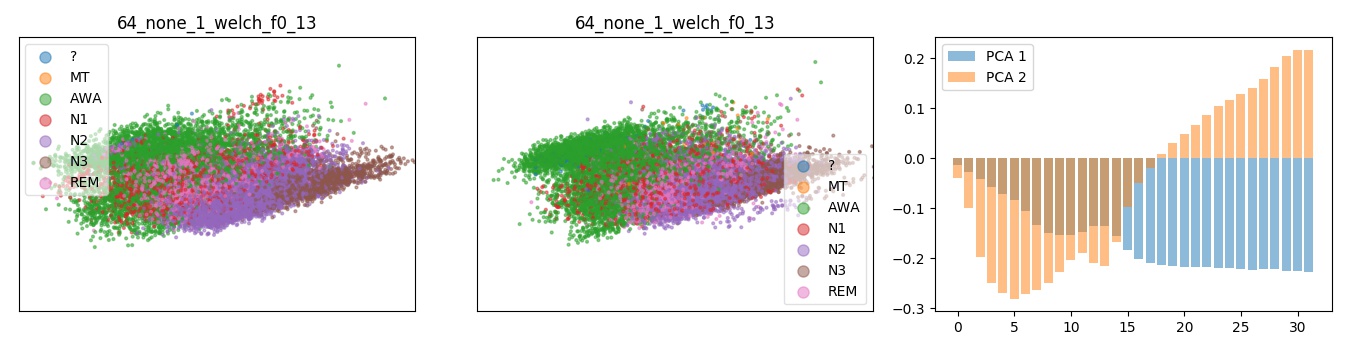 64_none_1_welch_f0_13
?
MT
AWA
N1
N2
N3
REM
64_none_1_welch_f0_13
?
MT
AWA
N1
N2
N3
REM
PCA 1
PCA 2
0.2
0.1
0.0
−0.1
−0.2
−0.3
0 5 10 15 20 25 30